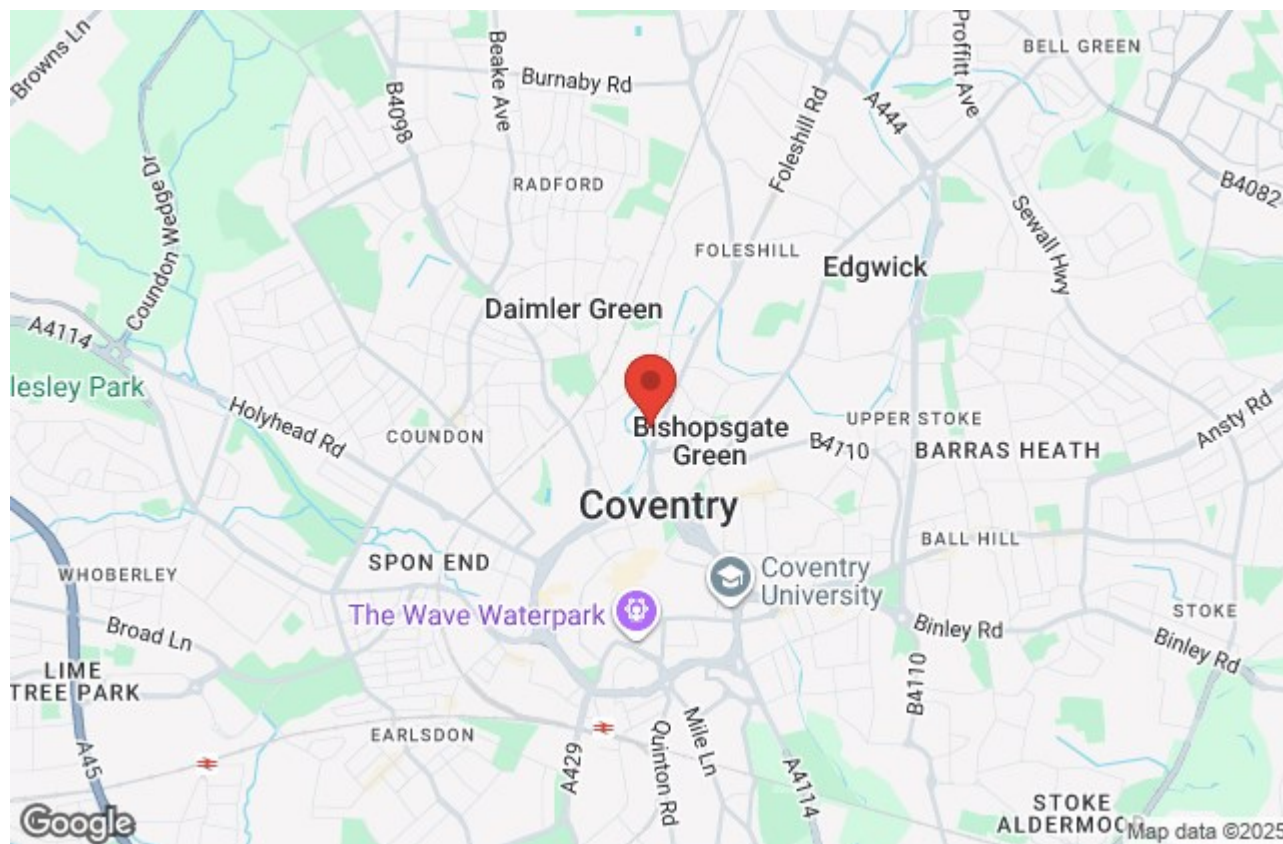 Browns Ln
B4098
Beake Ave
Burnaby Rd
Proffitt Ave
BELL GREEN
Foleshill Rd
A444
RADFORD
B4082
Coundon Wedge Dr
Sewall Hwy
FOLESHILL
Edgwick
Daimler Green
A4114
lesley Park
Holyhead Rd
COUNDON
Bishopsgate
Green
B4110
UPPER STOKE
BARRAS HEATH
Ansty Rd
Coventry
SPON END
BALL HILL
WHOBERLEY
Coventry
University
The Wave Waterpark
STOKE
Broad Ln
Binley Rd
Binley Rd
LIME
TREE PARK
B4110
EARLSDON
A45
A429
Quinton Rd
Mile Ln
A4114
STOKE
ALDERMOO
Google
Map data ©2025